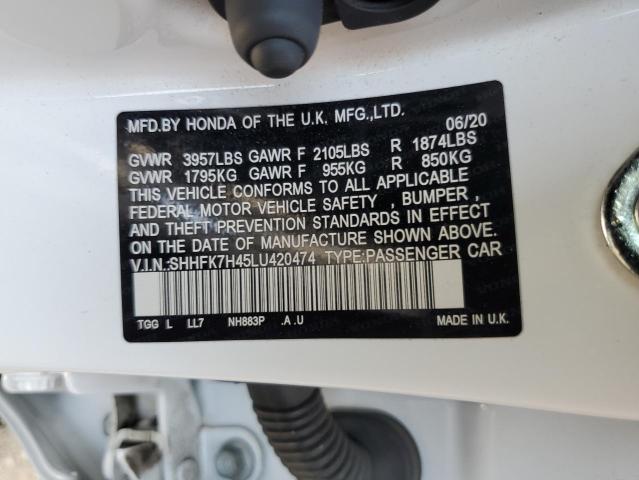 MFD.BY HONDA OF THE U.K. MFG.,LTD. 06/20
GVWR 3957LBS GAWR F 2105LBS R 1874LBS
GVWR 1795KG GAWR F 955KG R 850KG
THIS VEHICLE CONFORMS TO ALL APPLICABLE
FEDERAL MOTOR VEHICLE SAFETY , BUMPER ,
AND THEFT PREVENTION STANDARDS IN EFFECT
ON THE DATE OF MANUFACTURE SHOWN ABOVE.
V.I.N.:SHHFK7H45LU420474 TYPE:PASSENGER CAR
TGG L LL7 NH883P .A .U MADE IN U.K.